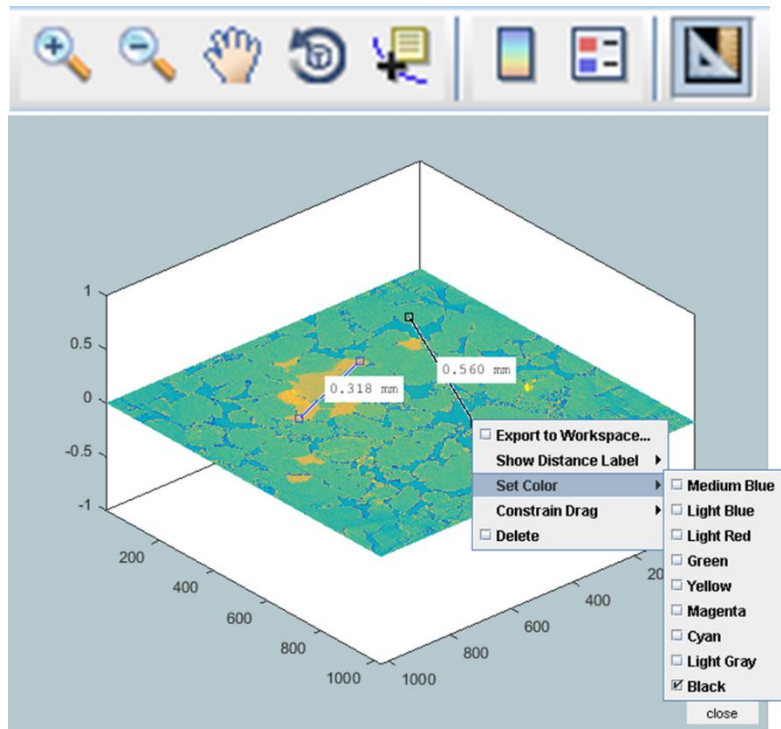 1
0.5
0
-0.5
-1
0.318 mm
0.560 mm
Export to Workspace...
Show Distance Label
Set Color
Constrain Drag
Delete
Medium Blue
Light Blue
Light Red
Green
Yellow
Magenta
Cyan
Light Gray
Black
200
400
600
800
1000
1000
800
600
400
20
close